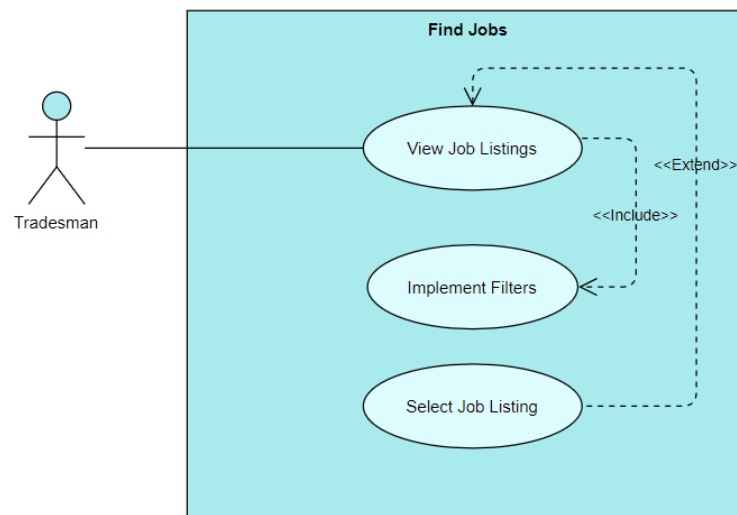 Find Jobs
View Job Listings
<<Extend>>
Tradesman
<<Include>>
Implement Filters
Select Job Listing